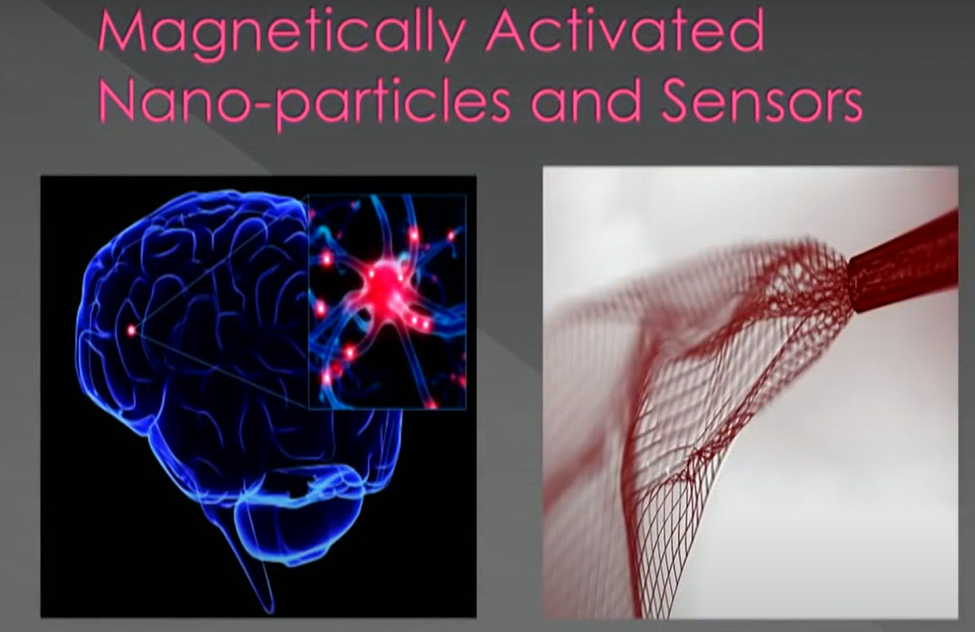 Magnetically Activated
Nano-particles and Sensors